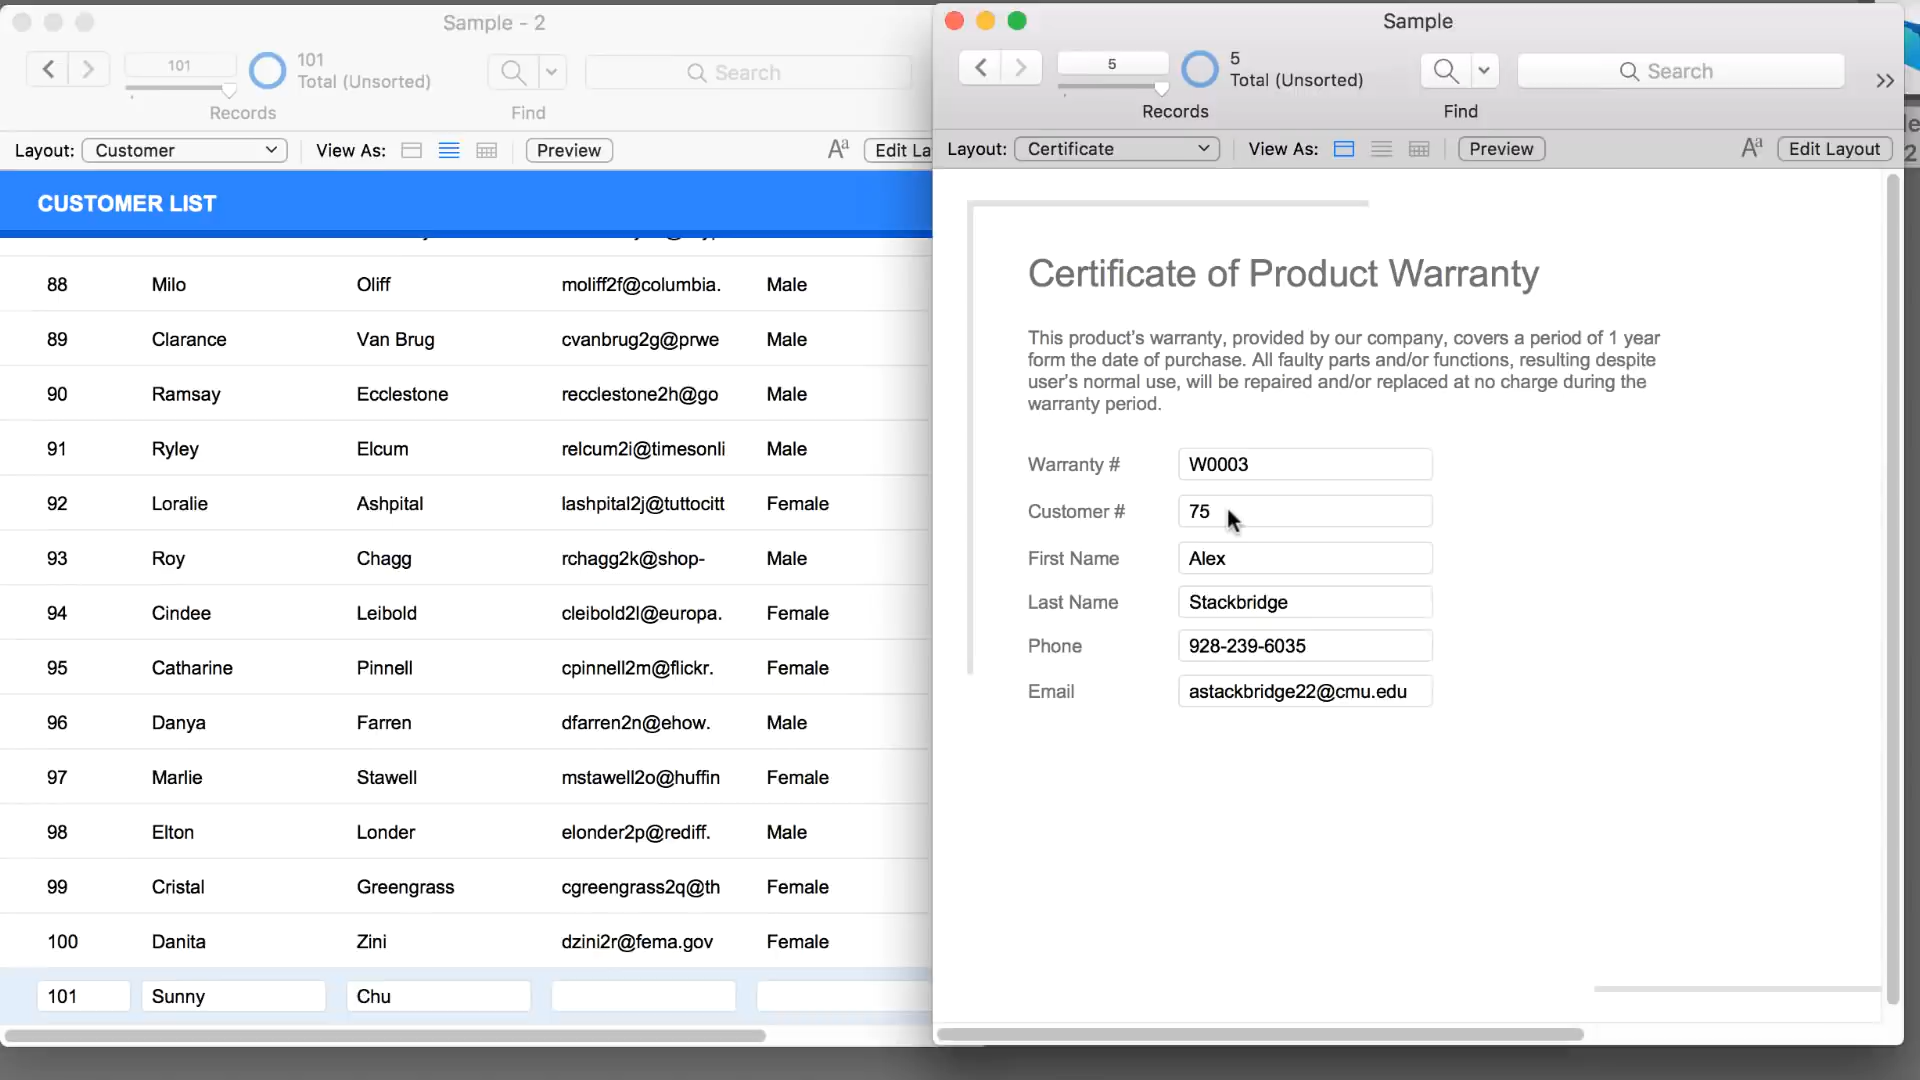 Sample - 2
101
101
Total (Unsorted)
Search
Records
Find
Layout: Customer
View As:
Preview
Aa
Edit La
CUSTOMER LIST
88 Milo Oliff moliff2f@columbia. Male
89 Clarance Van Brug cvanbrug2g@prwe Male
90 Ramsay Ecclestone recclestone2h@go Male
91 Ryley Elcum relcum2i@timesonli Male
92 Loralie Ashpital lashpital2j@tuttocitt Female
93 Roy Chagg rchagg2k@shop- Male
94 Cindee Leibold cleibold2l@europa. Female
95 Catharine Pinnell cpinnell2m@flickr. Female
96 Danya Farren dfarren2n@ehow. Male
97 Marlie Stawell mstawell2o@huffin Female
98 Elton Londer elonder2p@rediff. Male
99 Cristal Greengrass cgreengrass2q@th Female
100 Danita Zini dzini2r@fema.gov Female
101 Sunny Chu
Sample
5
5
Total (Unsorted)
Search
Records
Find
Layout: Certificate
View As:
Preview
Aa
Edit Layout
Certificate of Product Warranty
This product's warranty, provided by our company, covers a period of 1 year
form the date of purchase. All faulty parts and/or functions, resulting despite
user's normal use, will be repaired and/or replaced at no charge during the
warranty period.
Warranty # W0003
Customer # 75
First Name Alex
Last Name Stackbridge
Phone 928-239-6035
Email astackbridge22@cmu.edu